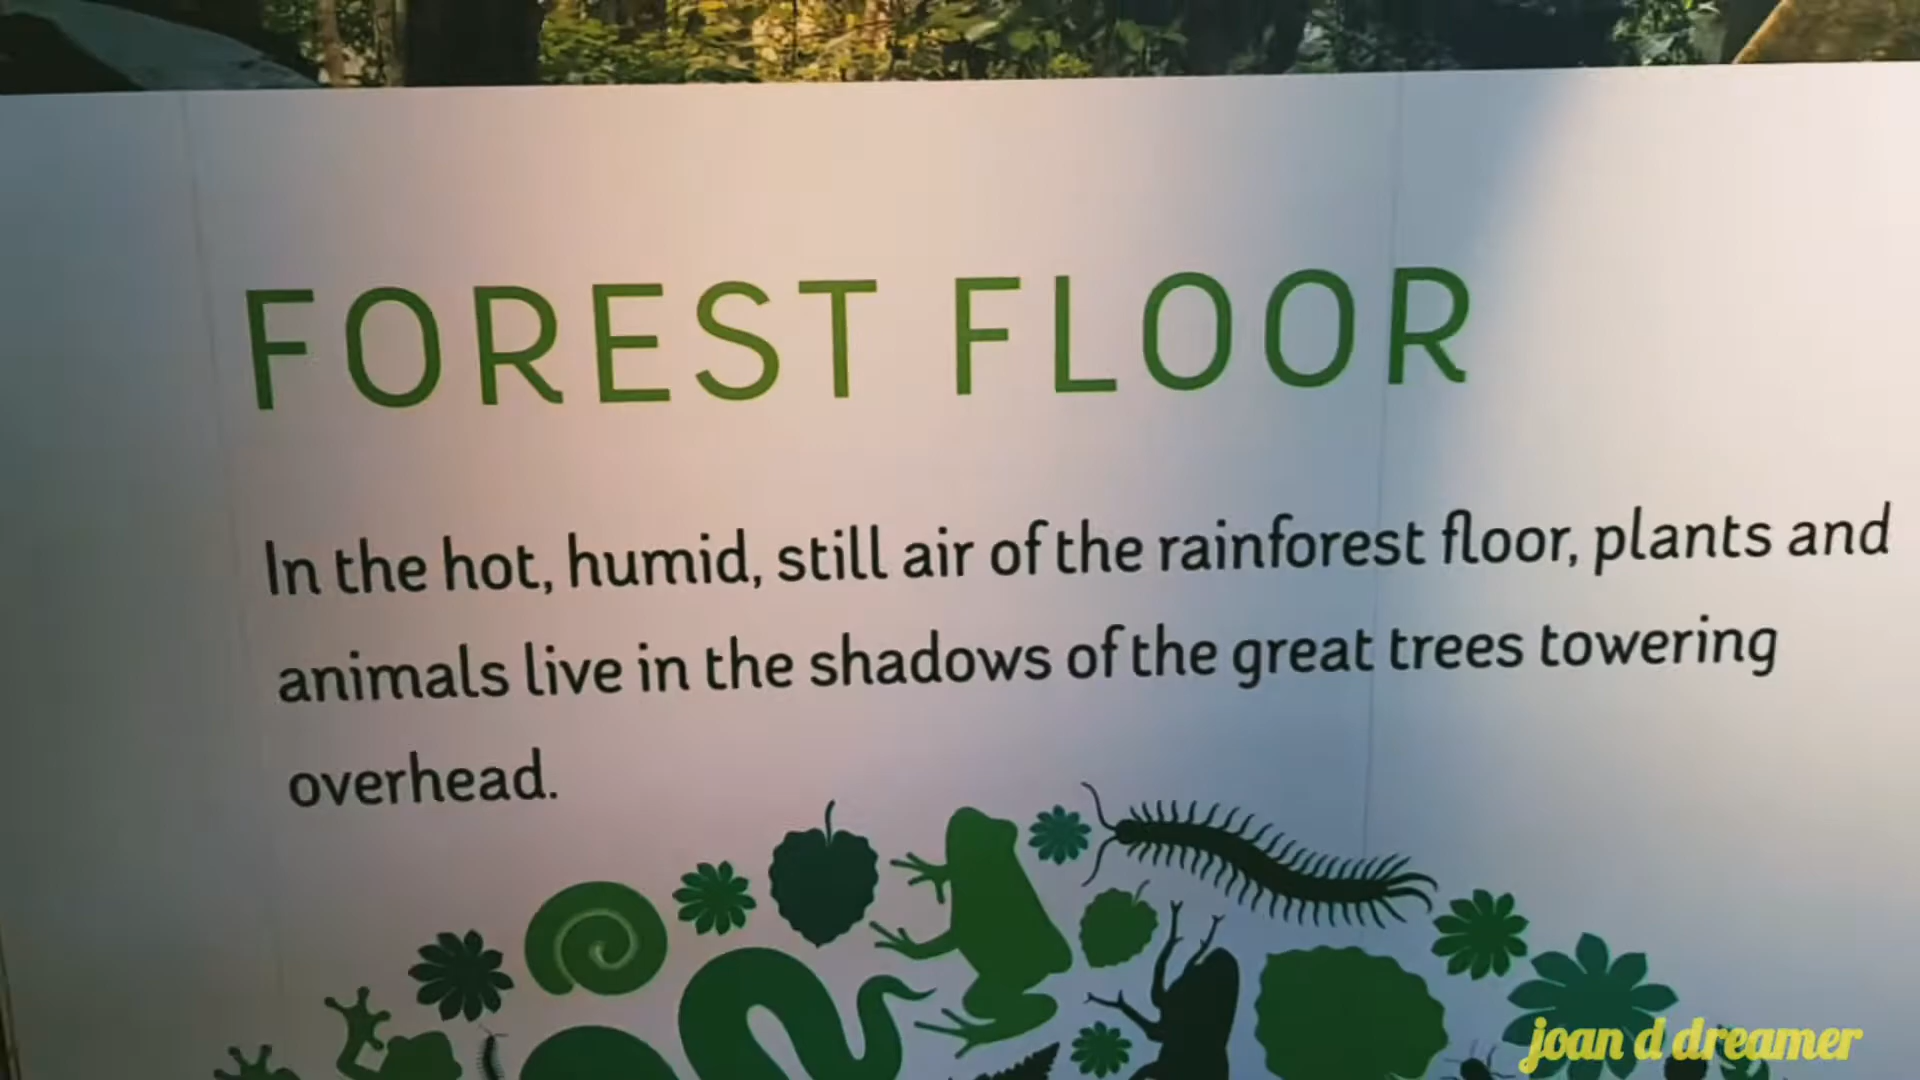 FOREST FLOOR
In the hot, humid, still air of the rainforest floor, plants and
animals live in the shadows of the great trees towering
overhead.
joan d dreamer